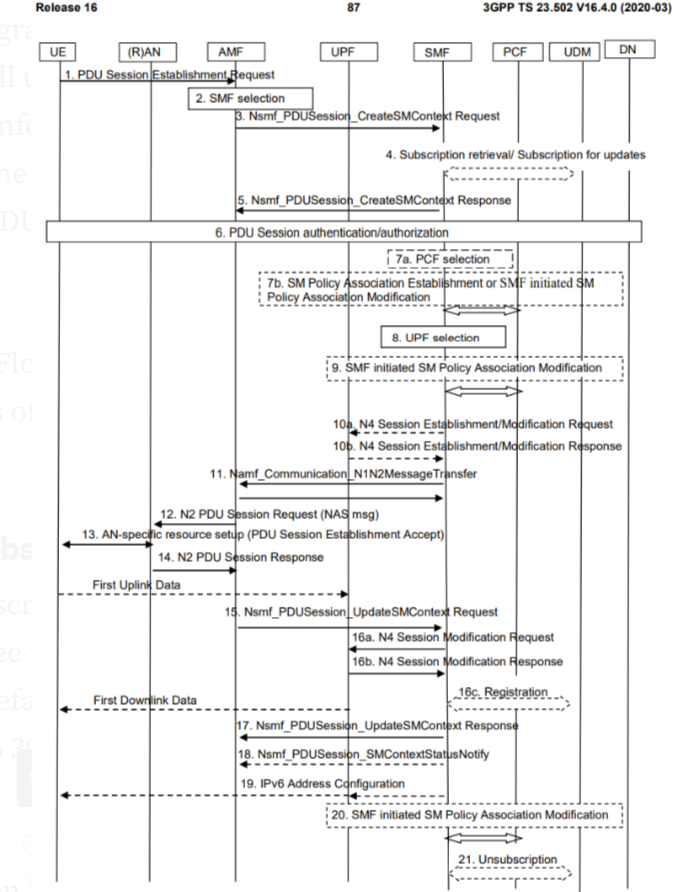 Release 16 87 3GPP TS 23.502 V16.4.0 (2020-03)
UE (R)AN AMF UPF SMF PCF UDM DN
1. PDU Session Establishment Request
2. SMF selection
3. Nsmf_PDUSession_CreateSMContext Request
4. Subscription retrieval/ Subscription for updates
5. Nsmf_PDUSession_CreateSMContext Response
6. PDU Session authentication/authorization
7a. PCF selection
7b. SM Policy Association Establishment or SMF initiated SM
Policy Association Modification
8. UPF selection
9. SMF initiated SM Policy Association Modification
10a. N4 Session Establishment/Modification Request
10b. N4 Session Establishment/Modification Response
11. Namf_Communication_N1N2MessageTransfer
12. N2 PDU Session Request (NAS msg)
13. AN-specific resource setup (PDU Session Establishment Accept)
14. N2 PDU Session Response
First Uplink Data
15. Nsmf_PDUSession_UpdateSMContext Request
16a. N4 Session Modification Request
16b. N4 Session Modification Response
16c. Registration
First Downlink Data
17. Nsmf_PDUSession_UpdateSMContext Response
18. Nsmf_PDUSession_SMContextStatusNotify
19. IPv6 Address Configuration
20. SMF initiated SM Policy Association Modification
21. Unsubscription